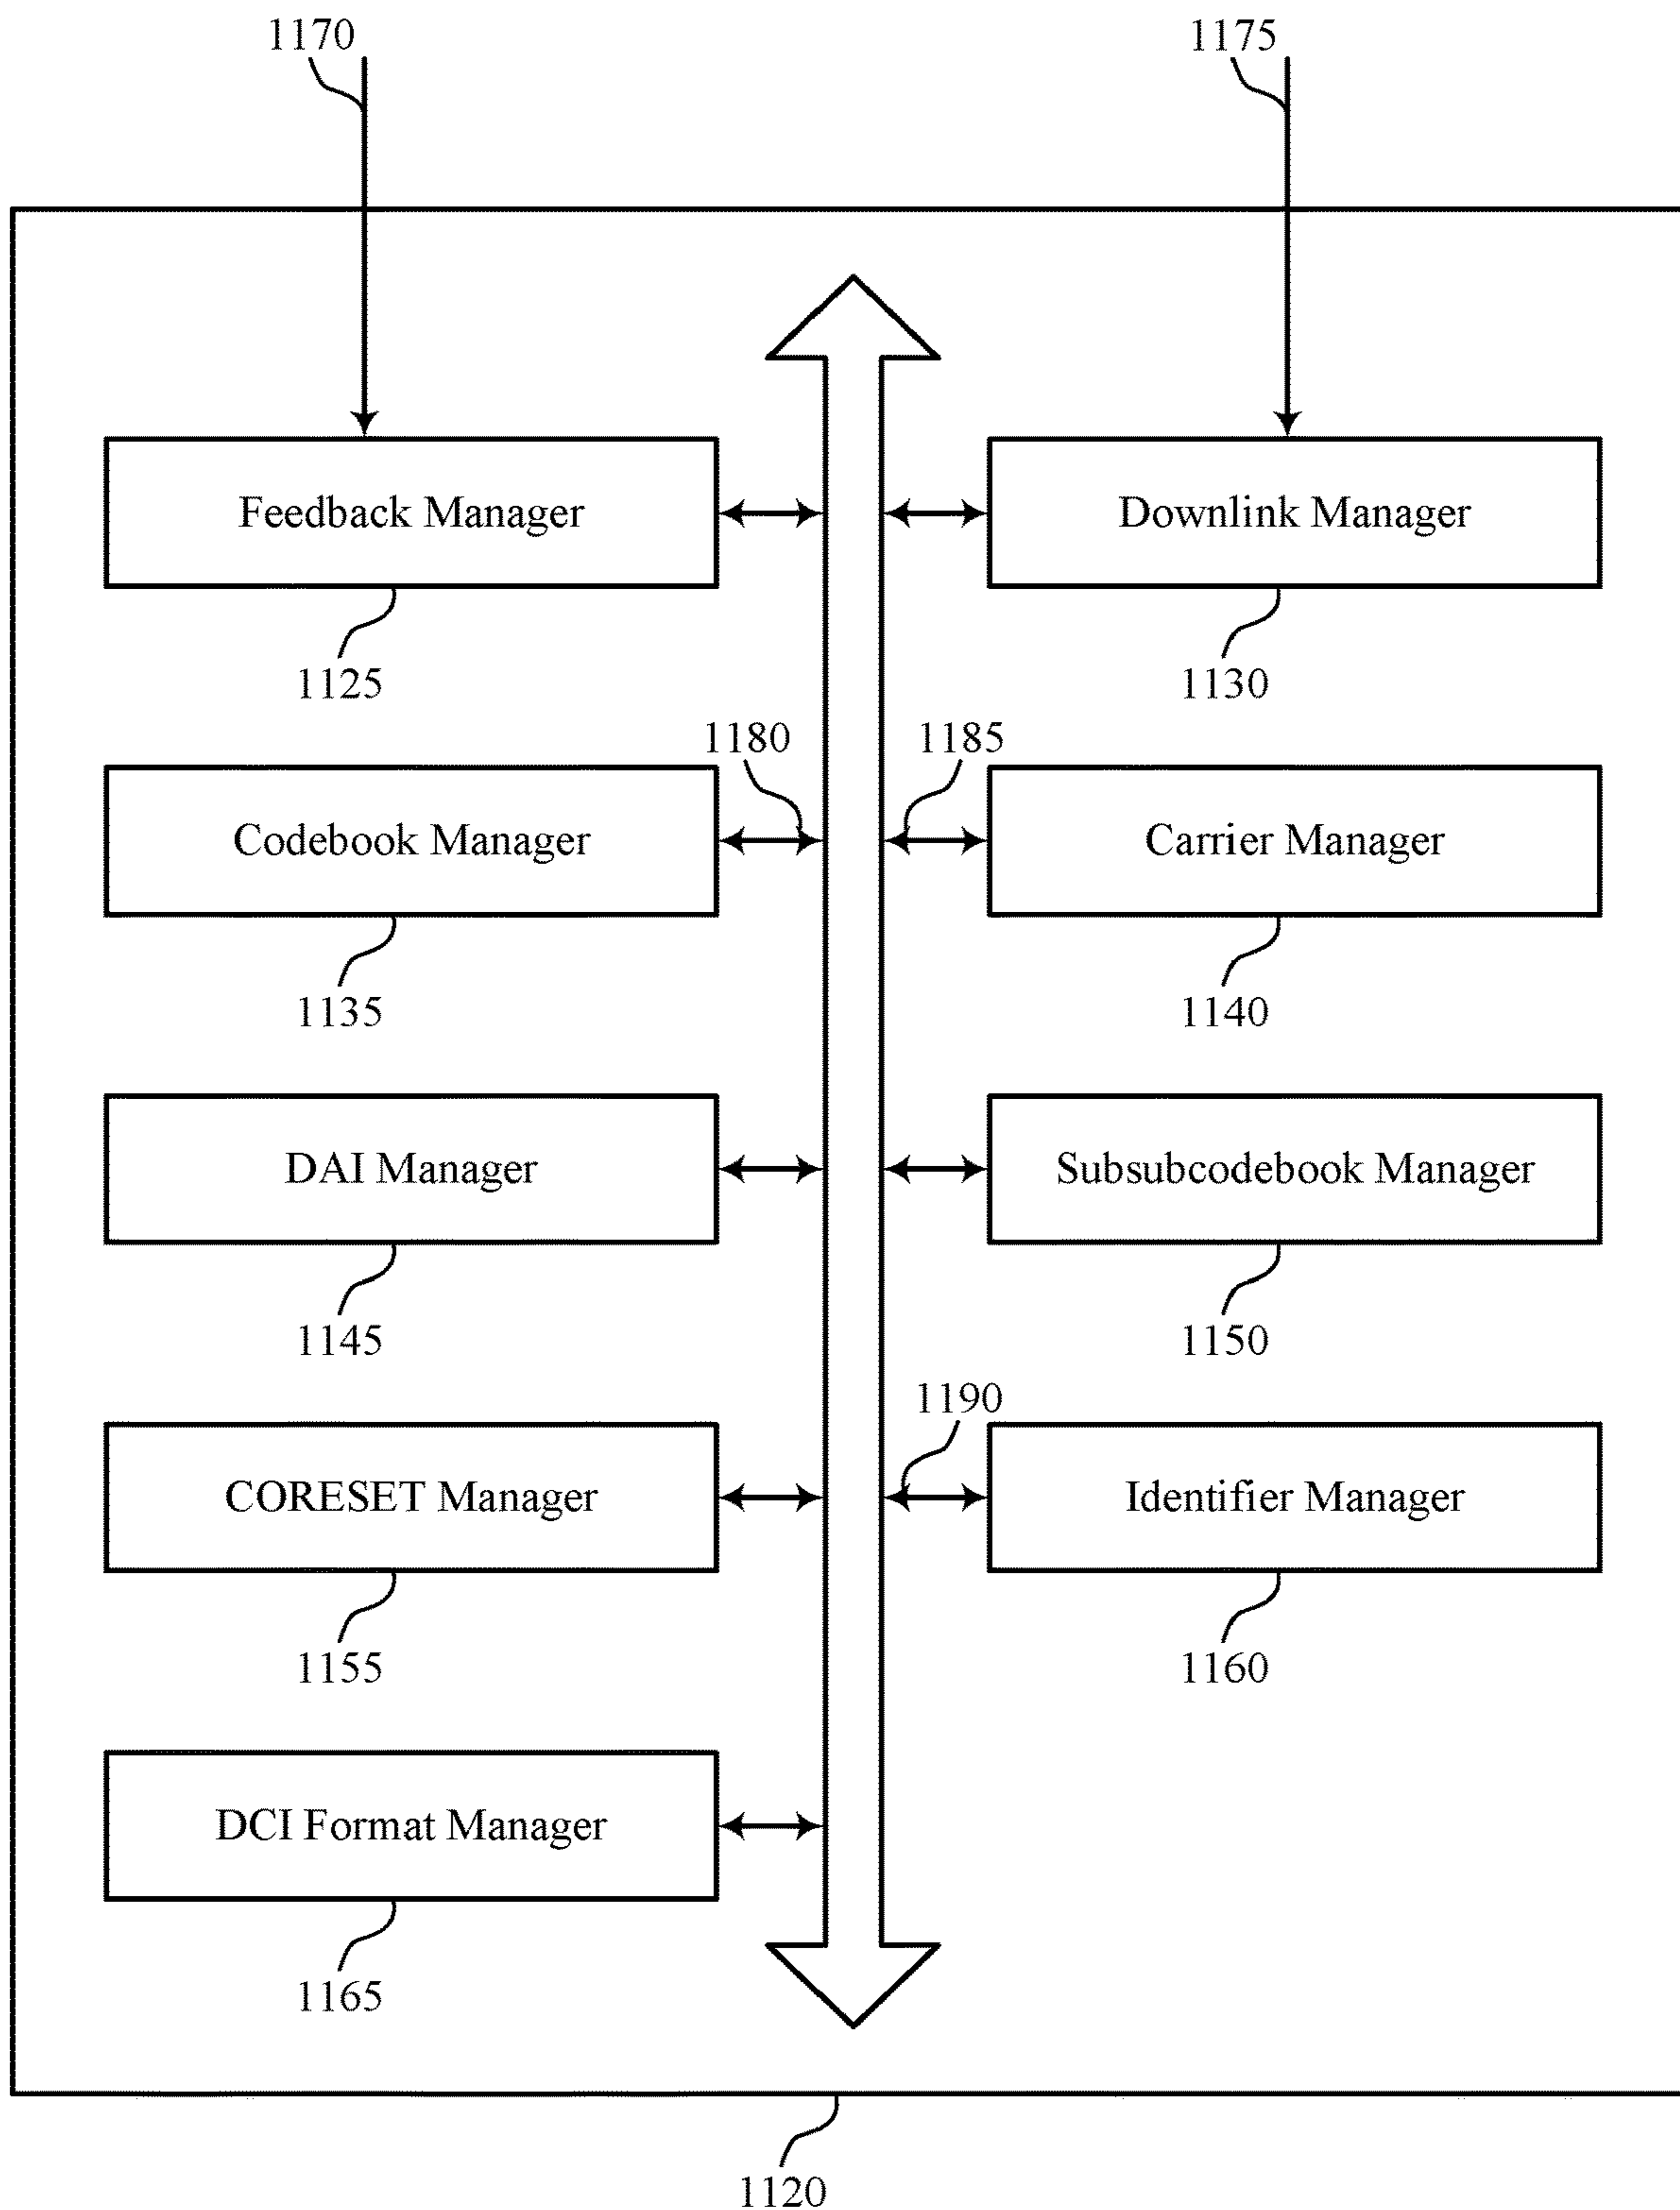 1170
1175
Feedback Manager
Downlink Manager
1125
1130
1180
1185
Codebook Manager
Carrier Manager
1135
1140
DAI Manager
Subsubcodebook Manager
1145
1150
1190
CORESET Manager
Identifier Manager
1155
1160
DCI Format Manager
1165
1120